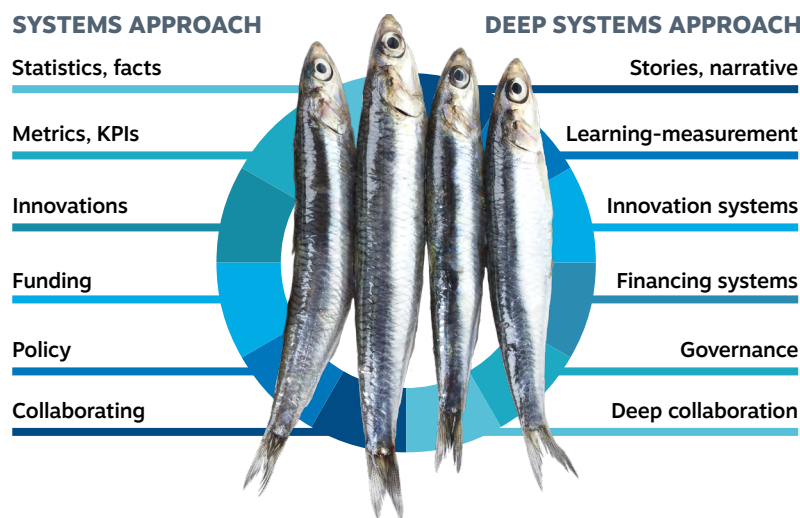 SYSTEMS APPROACH
DEEP SYSTEMS APPROACH
Statistics, facts
Stories, narrative
Metrics, KPIs
Learning-measurement
Innovations
Innovation systems
Funding
Financing systems
Policy
Governance
Collaborating
Deep collaboration